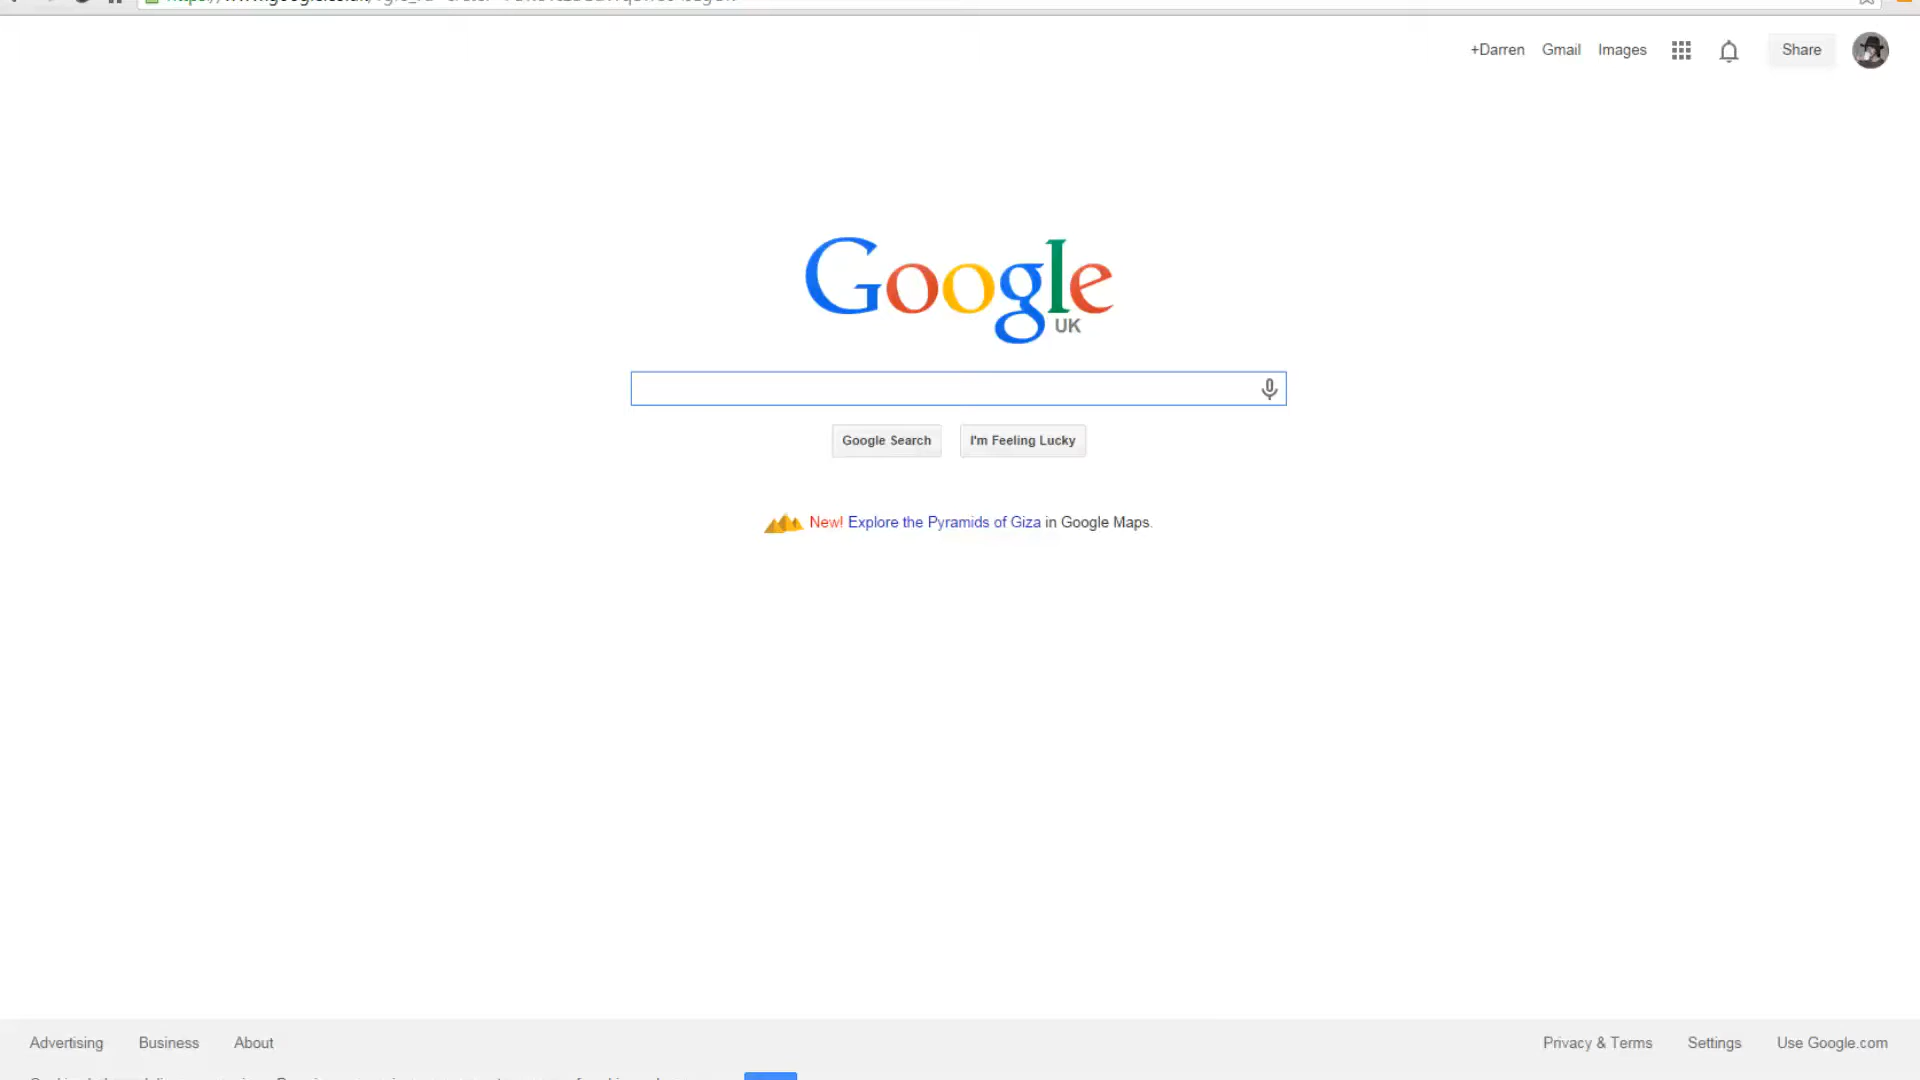 +Darren Gmail Images Share
Google
UK
Google Search I'm Feeling Lucky
New! Explore the Pyramids of Giza in Google Maps.
Advertising Business About Privacy & Terms Settings Use Google.com